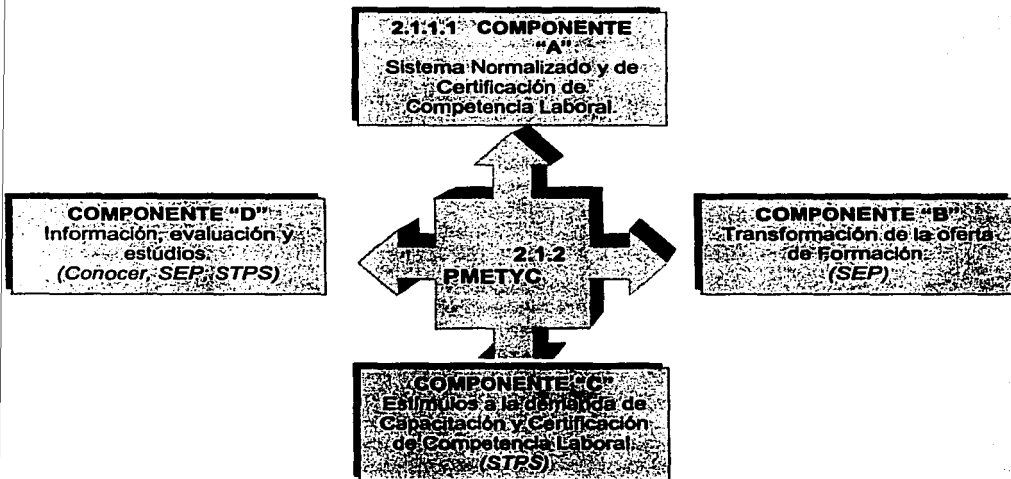 2.1.1.1 COMPONENTE
"A".
Sistema Normalizado y de
Certificación de
Competencia Laboral
COMPONENTE "D"
Información, evaluación y
estudios.
(Conocer, SEP, STPS)
2.1.2
PMETYC
COMPONENTE "B"
Transformación de la oferta
de Formación.
(SEP)
COMPONENTE "C"
Estímulos a la demanda de
Capacitación y Certificación
de Competencia Laboral
(STPS)